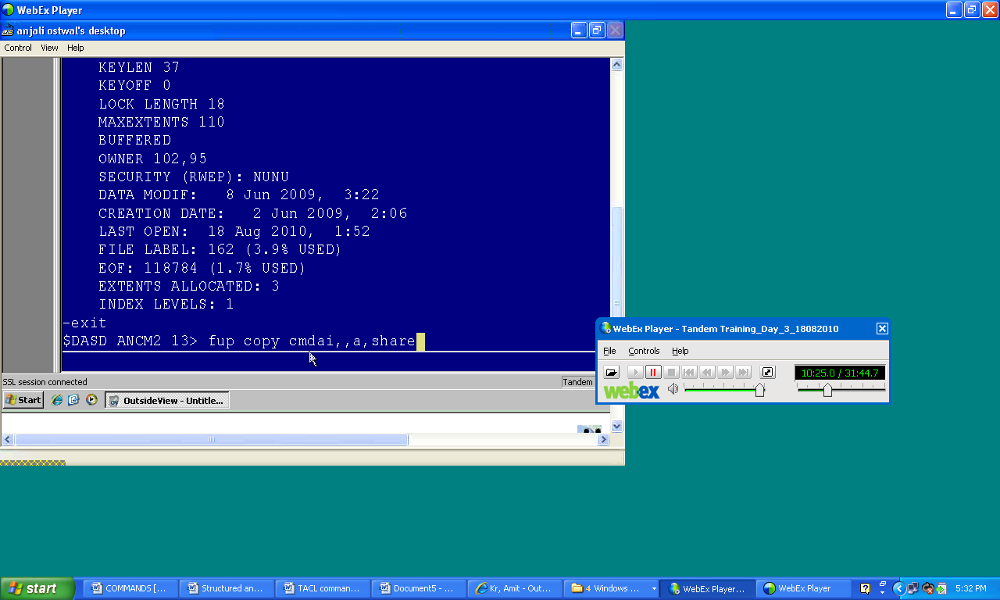 WebEx Player
anjali ostwal's desktop
Control View Help
KEYLEN 37
KEYOFF 0
LOCK LENGTH 18
MAXEXTENTS 110
BUFFERED
OWNER 102,95
SECURITY (RWEP): NUNU
DATA MODIF: 8 Jun 2009, 3:22
CREATION DATE: 2 Jun 2009, 2:06
LAST OPEN: 18 Aug 2010, 1:52
FILE LABEL: 162 (3.9% USED)
EOF: 118784 (1.7% USED)
EXTENTS ALLOCATED: 3
INDEX LEVELS: 1
-exit
$DASD ANCM2 13> fup copy cmdai,,a,share
WebEx Player - Tandem Training_Day_3_18082010
File Controls Help
10:25.0 / 31:44.7
webex
SSL session connected
Tandem
Start
OutsideView - Untitle...
start
COMMANDS [...
Structured an...
TACL comman...
Document5 - ...
Kr, Amit - Out...
4 Windows ...
WebEx Player...
WebEx Player
5:32 PM